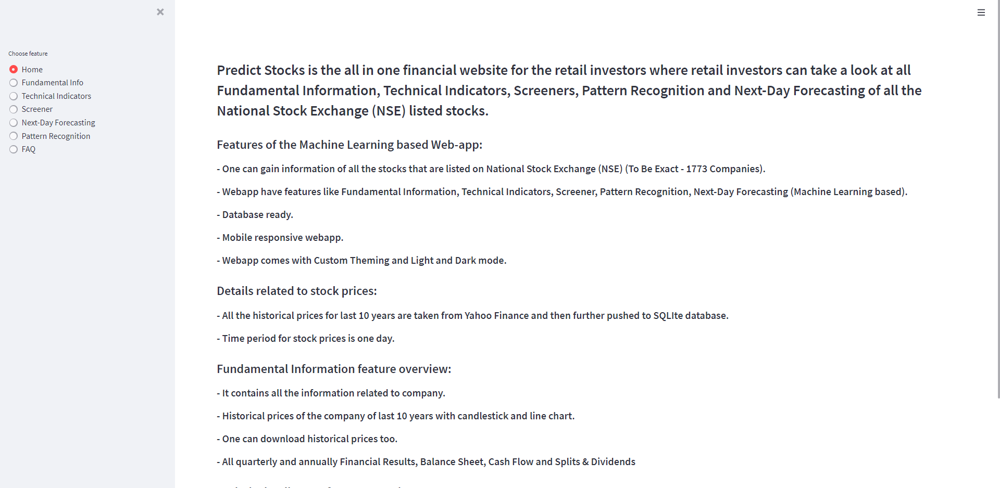 Choose feature
Home
Fundamental Info
Technical Indicators
Screener
Next-Day Forecasting
Pattern Recognition
FAQ
Predict Stocks is the all in one financial website for the retail investors where retail investors can take a look at all
Fundamental Information, Technical Indicators, Screeners, Pattern Recognition and Next-Day Forecasting of all the
National Stock Exchange (NSE) listed stocks.
Features of the Machine Learning based Web-app:
- One can gain information of all the stocks that are listed on National Stock Exchange (NSE) (To Be Exact - 1773 Companies).
- Webapp have features like Fundamental Information, Technical Indicators, Screener, Pattern Recognition, Next-Day Forecasting (Machine Learning based).
- Database ready.
- Mobile responsive webapp.
- Webapp comes with Custom Theming and Light and Dark mode.
Details related to stock prices:
- All the historical prices for last 10 years are taken from Yahoo Finance and then further pushed to SQLIte database.
- Time period for stock prices is one day.
Fundamental Information feature overview:
- It contains all the information related to company.
- Historical prices of the company of last 10 years with candlestick and line chart.
- One can download historical prices too.
- All quarterly and annually Financial Results, Balance Sheet, Cash Flow and Splits & Dividends